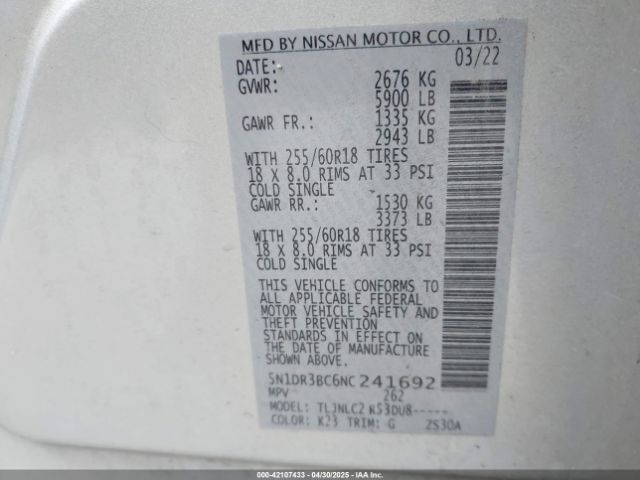 MFD BY NISSAN MOTOR CO., LTD.
DATE: 03/22
GVWR: 2676 KG
5900 LB
GAWR FR.: 1335 KG
2943 LB
WITH 255/60R18 TIRES
18 X 8.0 RIMS AT 33 PSI
COLD SINGLE
GAWR RR.: 1530 KG
3373 LB
WITH 255/60R18 TIRES
18 X 8.0 RIMS AT 33 PSI
COLD SINGLE
THIS VEHICLE CONFORMS TO
ALL APPLICABLE FEDERAL
MOTOR VEHICLE SAFETY AND
THEFT PREVENTION
STANDARDS IN EFFECT ON
THE DATE OF MANUFACTURE
SHOWN ABOVE.
5N1DR3BC6NC241692
MPV 262
MODEL: TLJNLC2 R53DU8-----
COLOR: K23 TRIM: G ZS30A
000-42107433 - 04/30/2025 - IAAI.COM